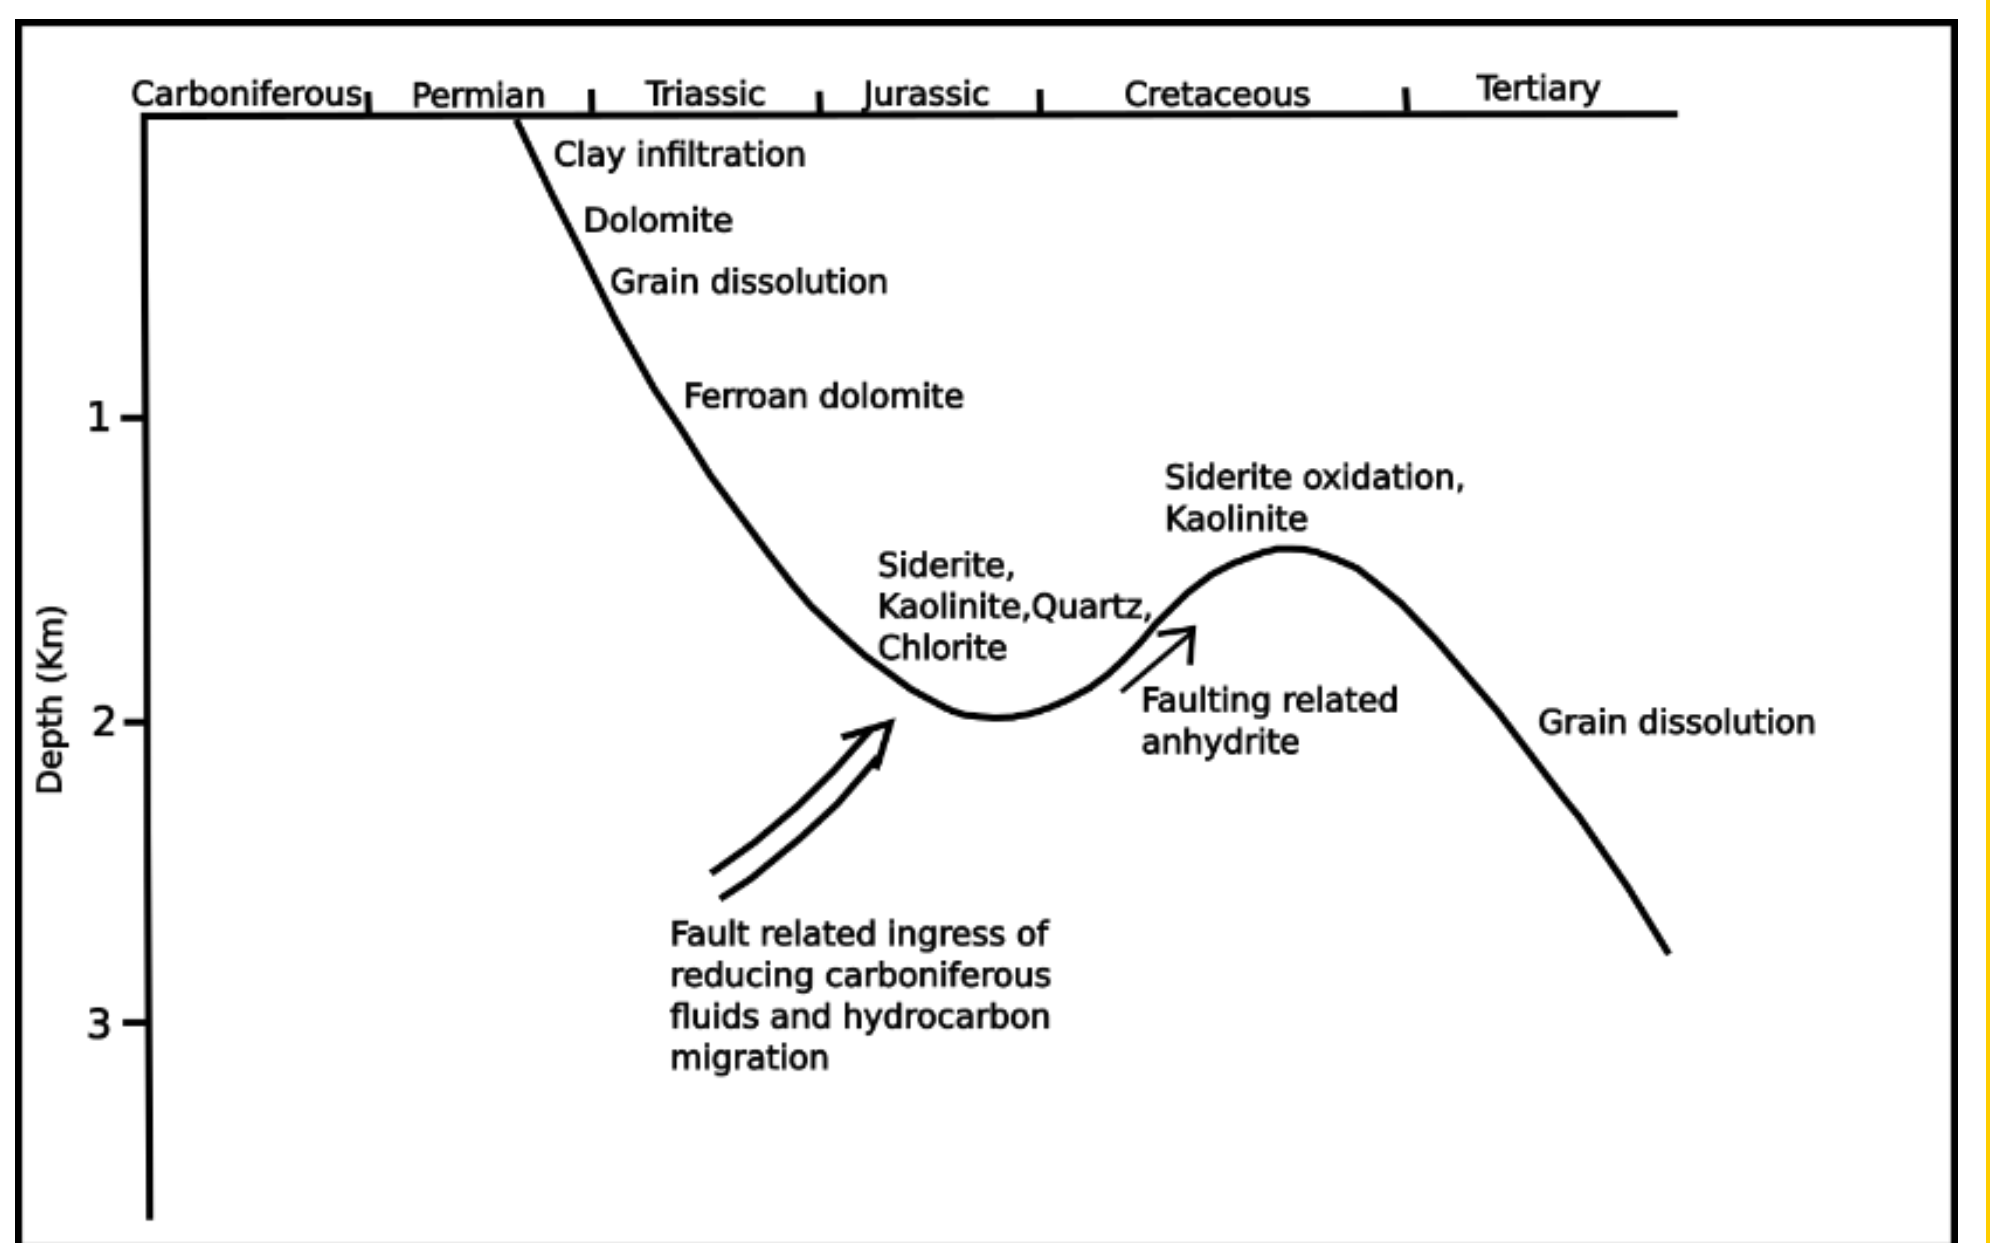 Carboniferous
Permian
Triassic
Jurassic
Cretaceous
Tertiary
Clay infiltration
Dolomite
Grain dissolution
Ferroan dolomite
1
Siderite oxidation,
Kaolinite
Siderite,
Kaolinite,Quartz,
Chlorite
Depth (Km)
2
Faulting related
anhydrite
Grain dissolution
Fault related ingress of
reducing carboniferous
fluids and hydrocarbon
migration
3